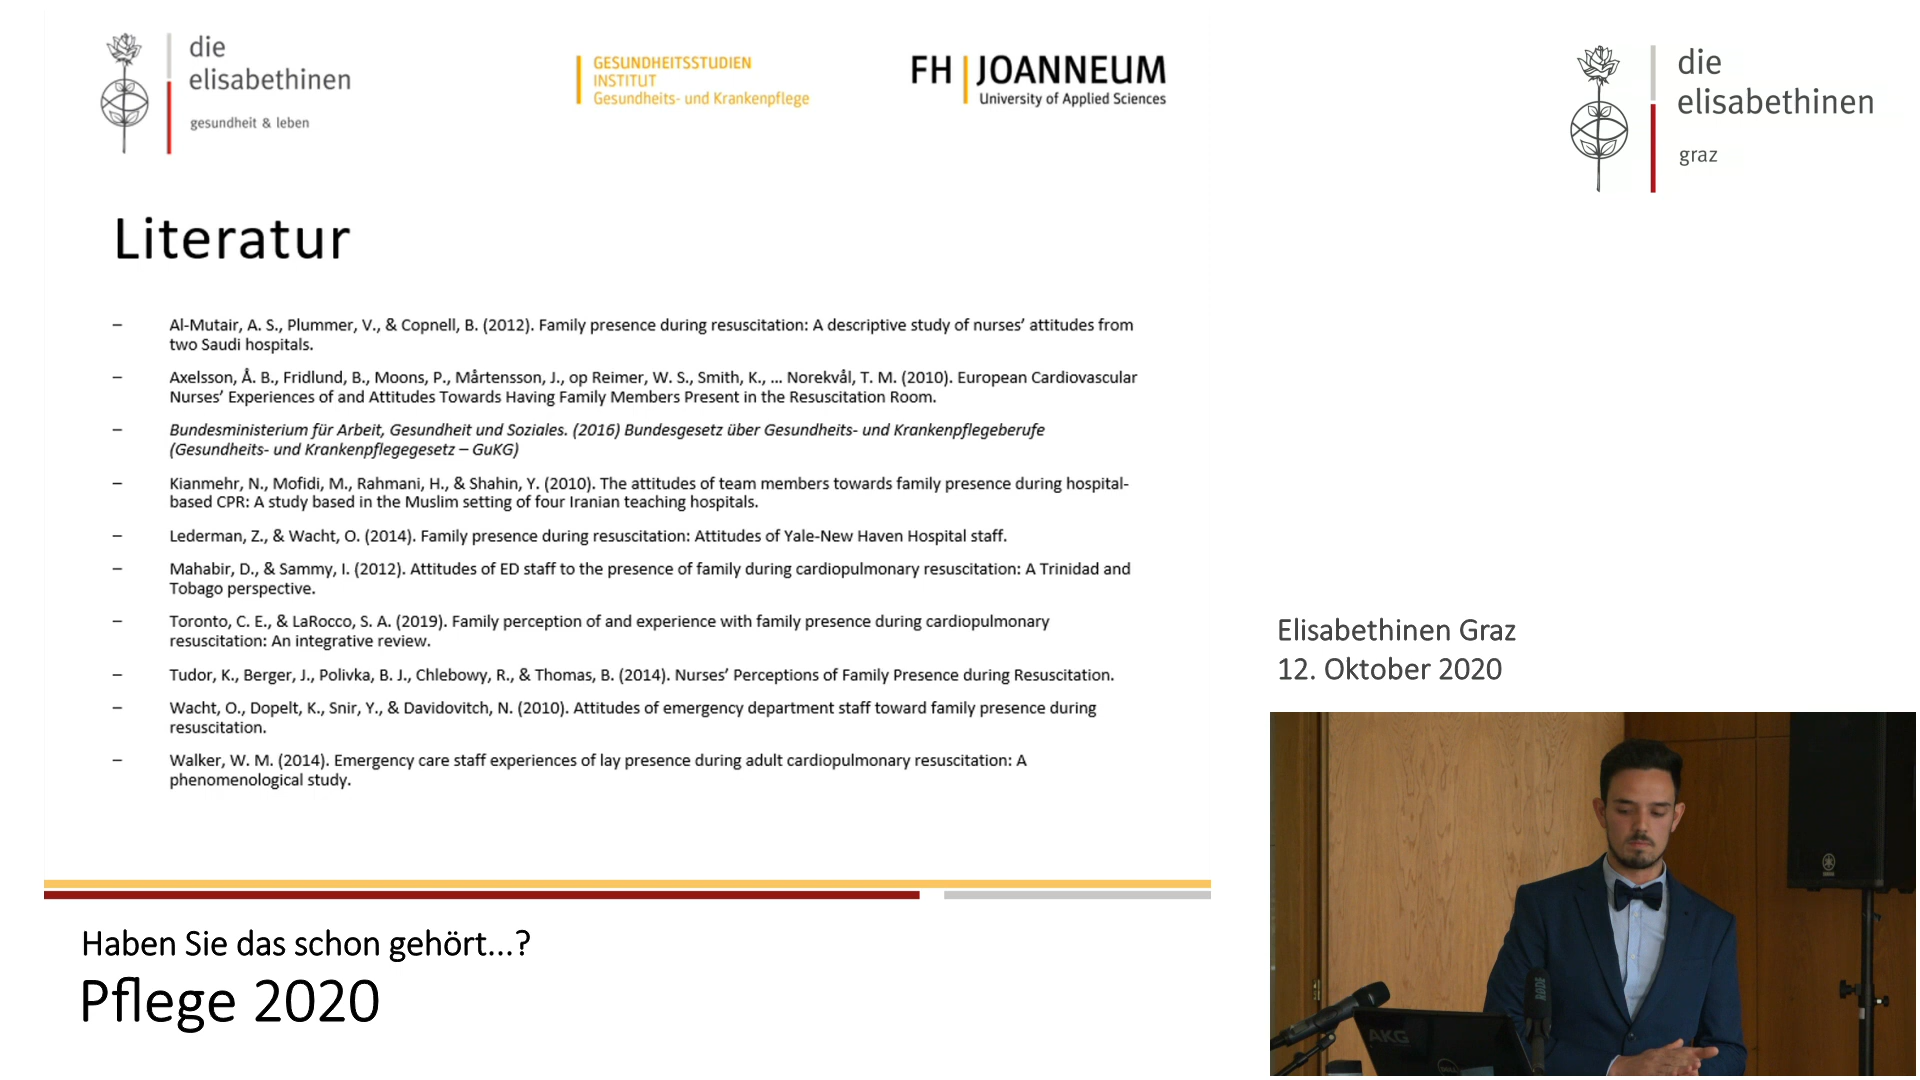 die
elisabethinen
gesundheit & leben
GESUNDHEITSSTUDIEN
INSTITUT
Gesundheits- und Krankenpflege
FH JOANNEUM
University of Applied Sciences
die
elisabethinen
graz
Literatur
– Al-Mutair, A. S., Plummer, V., & Copnell, B. (2012). Family presence during resuscitation: A descriptive study of nurses’ attitudes from
two Saudi hospitals.
– Axelsson, Å. B., Fridlund, B., Moons, P., Mårtensson, J., op Reimer, W. S., Smith, K., … Norekvål, T. M. (2010). European Cardiovascular
Nurses’ Experiences of and Attitudes Towards Having Family Members Present in the Resuscitation Room.
– Bundesministerium für Arbeit, Gesundheit und Soziales. (2016) Bundesgesetz über Gesundheits- und Krankenpflegeberufe
(Gesundheits- und Krankenpflegegesetz – GuKG)
– Kianmehr, N., Mofidi, M., Rahmani, H., & Shahin, Y. (2010). The attitudes of team members towards family presence during hospital-
based CPR: A study based in the Muslim setting of four Iranian teaching hospitals.
– Lederman, Z., & Wacht, O. (2014). Family presence during resuscitation: Attitudes of Yale-New Haven Hospital staff.
– Mahabir, D., & Sammy, I. (2012). Attitudes of ED staff to the presence of family during cardiopulmonary resuscitation: A Trinidad and
Tobago perspective.
– Toronto, C. E., & LaRocco, S. A. (2019). Family perception of and experience with family presence during cardiopulmonary
resuscitation: An integrative review.
– Tudor, K., Berger, J., Polivka, B. J., Chlebowy, R., & Thomas, B. (2014). Nurses’ Perceptions of Family Presence during Resuscitation.
– Wacht, O., Dopelt, K., Snir, Y., & Davidovitch, N. (2010). Attitudes of emergency department staff toward family presence during
resuscitation.
– Walker, W. M. (2014). Emergency care staff experiences of lay presence during adult cardiopulmonary resuscitation: A
phenomenological study.
Elisabethinen Graz
12. Oktober 2020
Haben Sie das schon gehört...?
Pflege 2020
AKG
RØDE
DELL